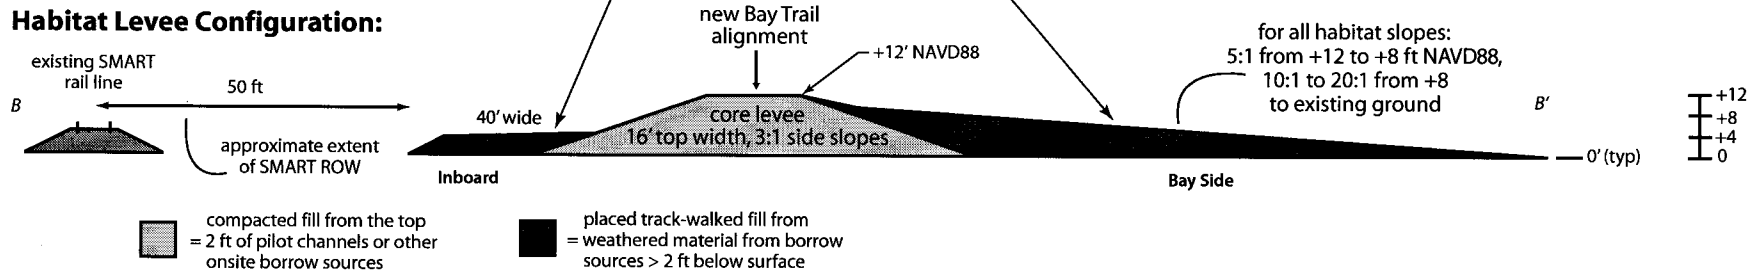 Habitat Levee Configuration:
existing SMART
rail line
B
50 ft
approximate extent
of SMART ROW
40' wide
Inboard
new Bay Trail
alignment
+12' NAVD88
core levee
16' top width, 3:1 side slopes
for all habitat slopes:
5:1 from +12 to +8 ft NAVD88,
10:1 to 20:1 from +8
to existing ground
B'
Bay Side
0' (typ)
+12
+8
+4
0
compacted fill from the top
= 2 ft of pilot channels or other
onsite borrow sources
placed track-walked fill from
= weathered material from borrow
sources > 2 ft below surface